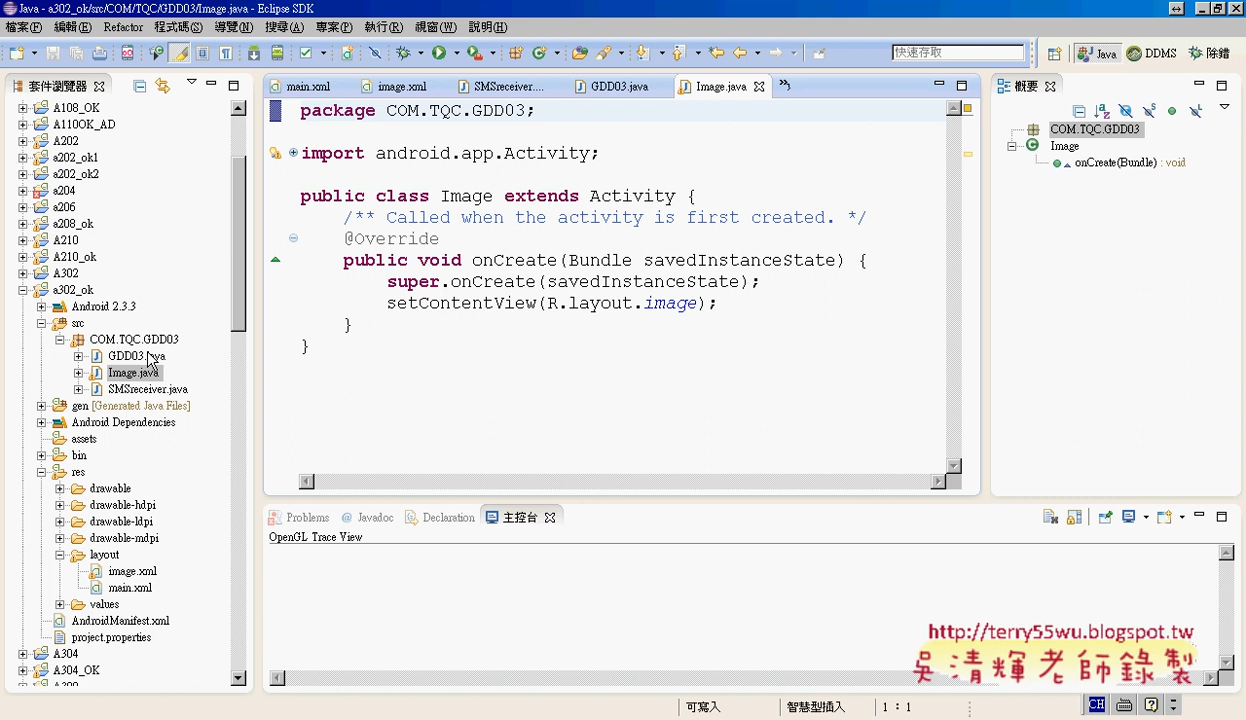 Java - a302_ok/src/COM/TQC/GDD03/Image.java - Eclipse SDK
檔案(F) 編輯(E) Refactor 程式碼(S) 導覽(N) 搜尋(A) 專案(P) 執行(R) 視窗(W) 說明(H)
快速存取 Java DDMS 除錯
套件瀏覽器
A108_OK
A110OK_AD
A202
a202_ok1
a202_ok2
a204
a206
a208_ok
A210
A210_ok
A302
a302_ok
Android 2.3.3
src
COM.TQC.GDD03
GDD03.java
Image.java
SMSreceiver.java
gen [Generated Java Files]
Android Dependencies
assets
bin
res
drawable
drawable-hdpi
drawable-ldpi
drawable-mdpi
layout
image.xml
main.xml
values
AndroidManifest.xml
project.properties
A304
A304_OK
main.xml image.xml SMSreceiver.... GDD03.java Image.java
package COM.TQC.GDD03;
import android.app.Activity;
public class Image extends Activity {
/** Called when the activity is first created. */
@Override
public void onCreate(Bundle savedInstanceState) {
super.onCreate(savedInstanceState);
setContentView(R.layout.image);
}
}
概要
COM.TQC.GDD03
Image
onCreate(Bundle) : void
Problems @ Javadoc Declaration 主控台
OpenGL Trace View
http://terry55wu.blogspot.tw
吳清輝老師錄製
可寫入 智慧型插入 1 : 1
CH